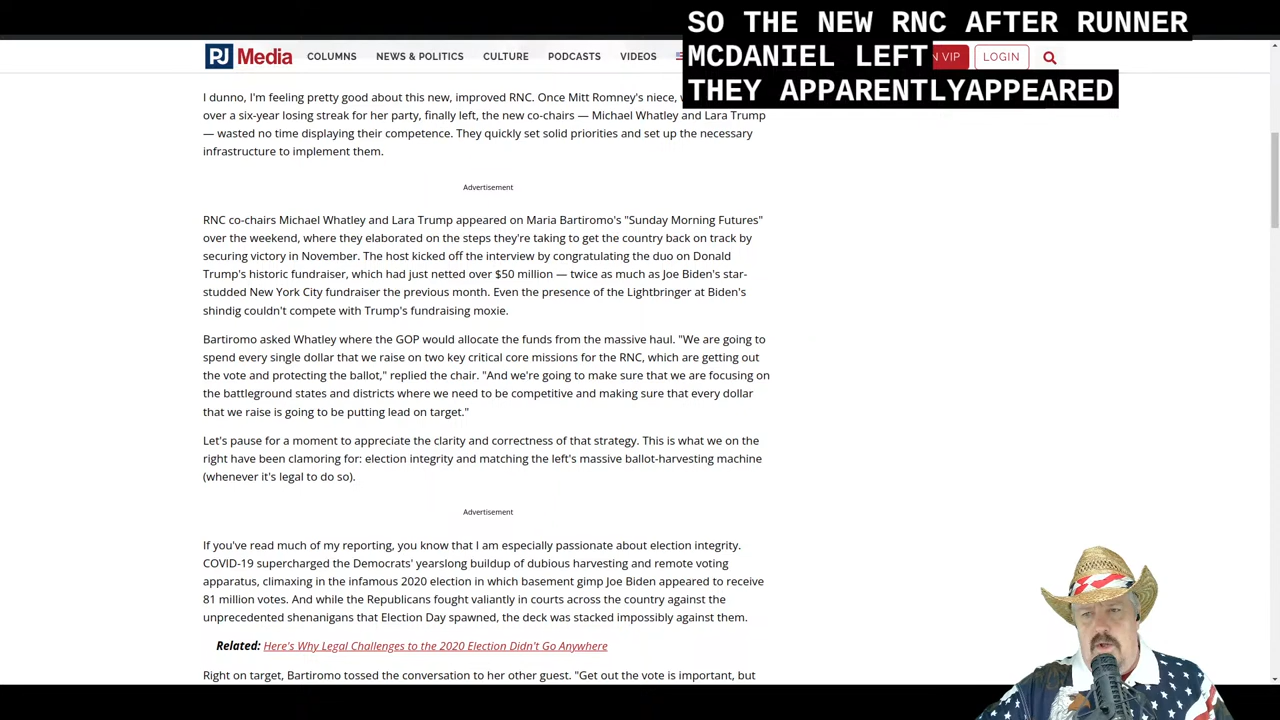 SO THE NEW RNC AFTER RUNNER
MCDANIEL LEFT
THEY APPARENTLYAPPEARED
PJ Media COLUMNS NEWS & POLITICS CULTURE PODCASTS VIDEOS N VIP LOGIN
I dunno, I'm feeling pretty good about this new, improved RNC. Once Mitt Romney's niece,
over a six-year losing streak for her party, finally left, the new co-chairs — Michael Whatley and Lara Trump
— wasted no time displaying their competence. They quickly set solid priorities and set up the necessary
infrastructure to implement them.
Advertisement
RNC co-chairs Michael Whatley and Lara Trump appeared on Maria Bartiromo's "Sunday Morning Futures"
over the weekend, where they elaborated on the steps they're taking to get the country back on track by
securing victory in November. The host kicked off the interview by congratulating the duo on Donald
Trump's historic fundraiser, which had just netted over $50 million — twice as much as Joe Biden's star-
studded New York City fundraiser the previous month. Even the presence of the Lightbringer at Biden's
shindig couldn't compete with Trump's fundraising moxie.
Bartiromo asked Whatley where the GOP would allocate the funds from the massive haul. "We are going to
spend every single dollar that we raise on two key critical core missions for the RNC, which are getting out
the vote and protecting the ballot," replied the chair. "And we're going to make sure that we are focusing on
the battleground states and districts where we need to be competitive and making sure that every dollar
that we raise is going to be putting lead on target."
Let's pause for a moment to appreciate the clarity and correctness of that strategy. This is what we on the
right have been clamoring for: election integrity and matching the left's massive ballot-harvesting machine
(whenever it's legal to do so).
Advertisement
If you've read much of my reporting, you know that I am especially passionate about election integrity.
COVID-19 supercharged the Democrats' yearslong buildup of dubious harvesting and remote voting
apparatus, climaxing in the infamous 2020 election in which basement gimp Joe Biden appeared to receive
81 million votes. And while the Republicans fought valiantly in courts across the country against the
unprecedented shenanigans that Election Day spawned, the deck was stacked impossibly against them.
Related: Here's Why Legal Challenges to the 2020 Election Didn't Go Anywhere
Right on target, Bartiromo tossed the conversation to her other guest. "Get out the vote is important, but